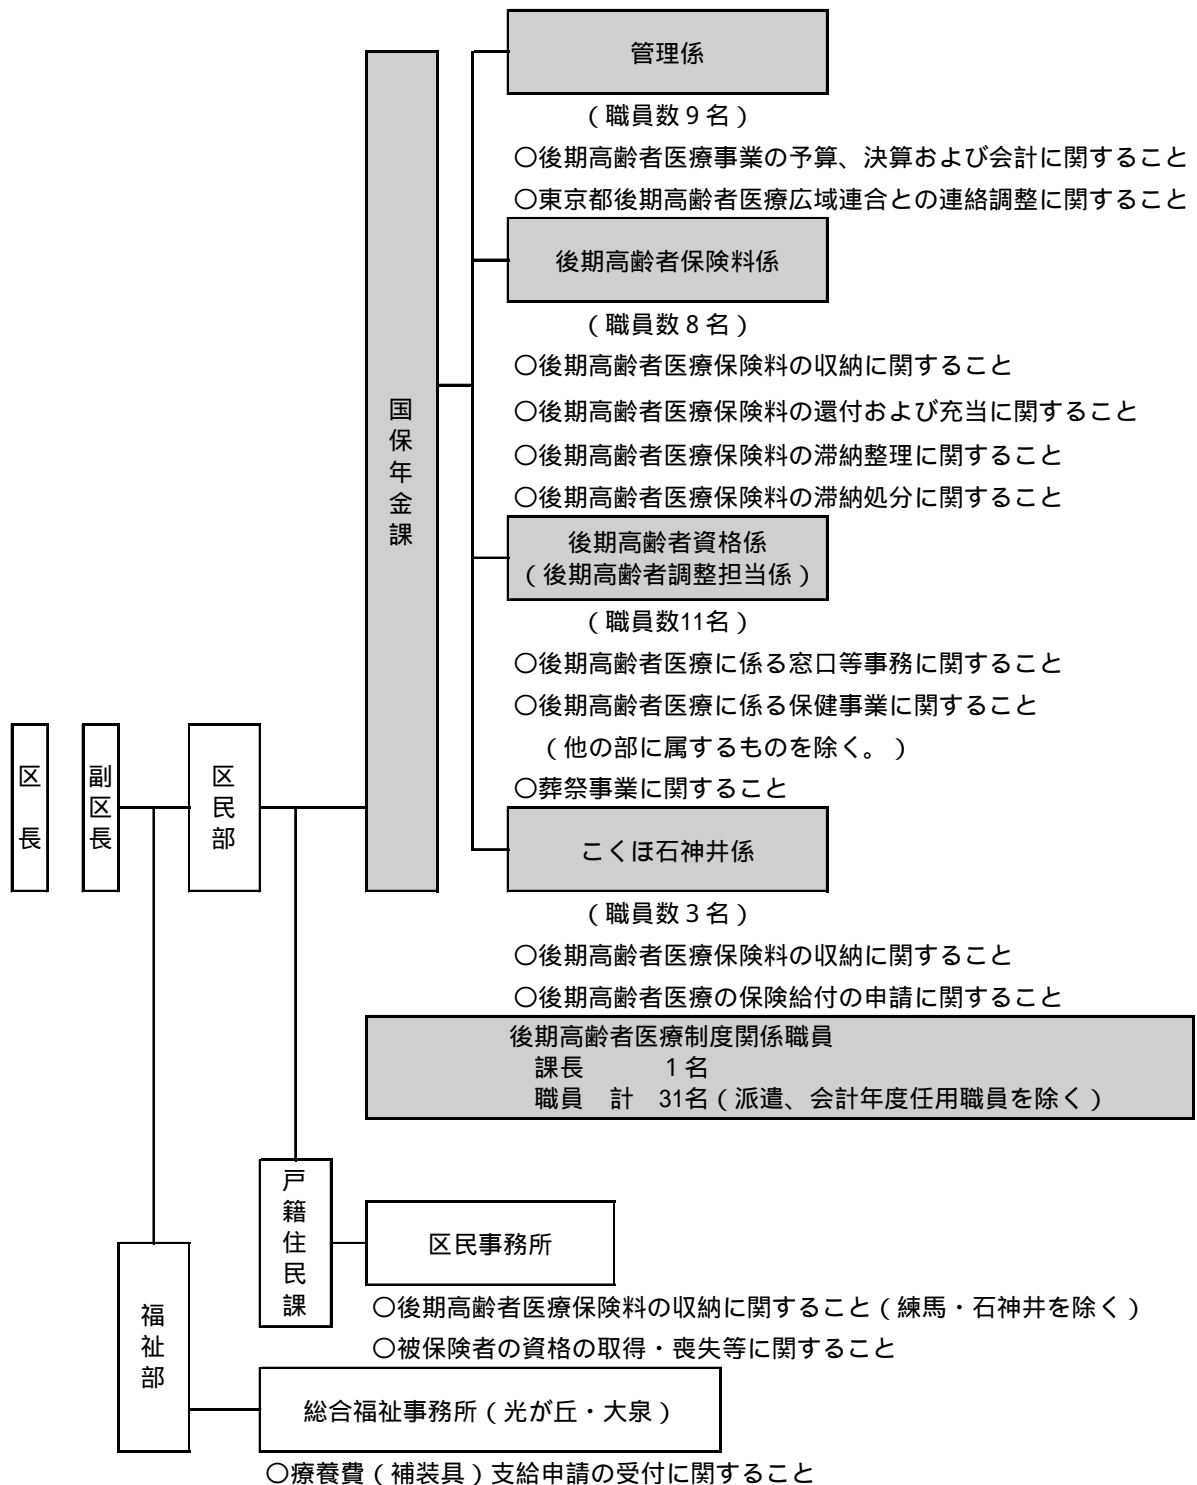 管理係
（職員数９名）
○後期高齢者医療事業の予算、決算および会計に関すること
○東京都後期高齢者医療広域連合との連絡調整に関すること
後期高齢者保険料係
（職員数８名）
○後期高齢者医療保険料の収納に関すること
○後期高齢者医療保険料の還付および充当に関すること
○後期高齢者医療保険料の滞納整理に関すること
○後期高齢者医療保険料の滞納処分に関すること
国保年金課
後期高齢者資格係
（後期高齢者調整担当係）
（職員数11名）
○後期高齢者医療に係る窓口等事務に関すること
○後期高齢者医療に係る保健事業に関すること
（他の部に属するものを除く。）
○葬祭事業に関すること
区長
副区長
区民部
こくほ石神井係
（職員数３名）
○後期高齢者医療保険料の収納に関すること
○後期高齢者医療の保険給付の申請に関すること
後期高齢者医療制度関係職員
課長　１名
職員　計　31名（派遣、会計年度任用職員を除く）
戸籍住民課
区民事務所
○後期高齢者医療保険料の収納に関すること（練馬・石神井を除く）
○被保険者の資格の取得・喪失等に関すること
福祉部
総合福祉事務所（光が丘・大泉）
○療養費（補装具）支給申請の受付に関すること